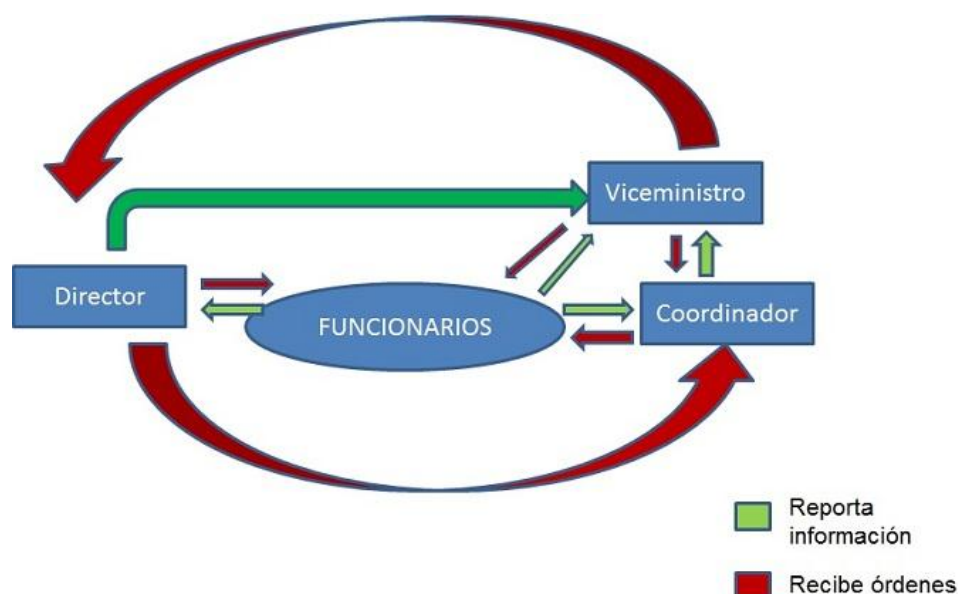 Viceministro
Director
FUNCIONARIOS
Coordinador
Reporta
información
Recibe órdenes